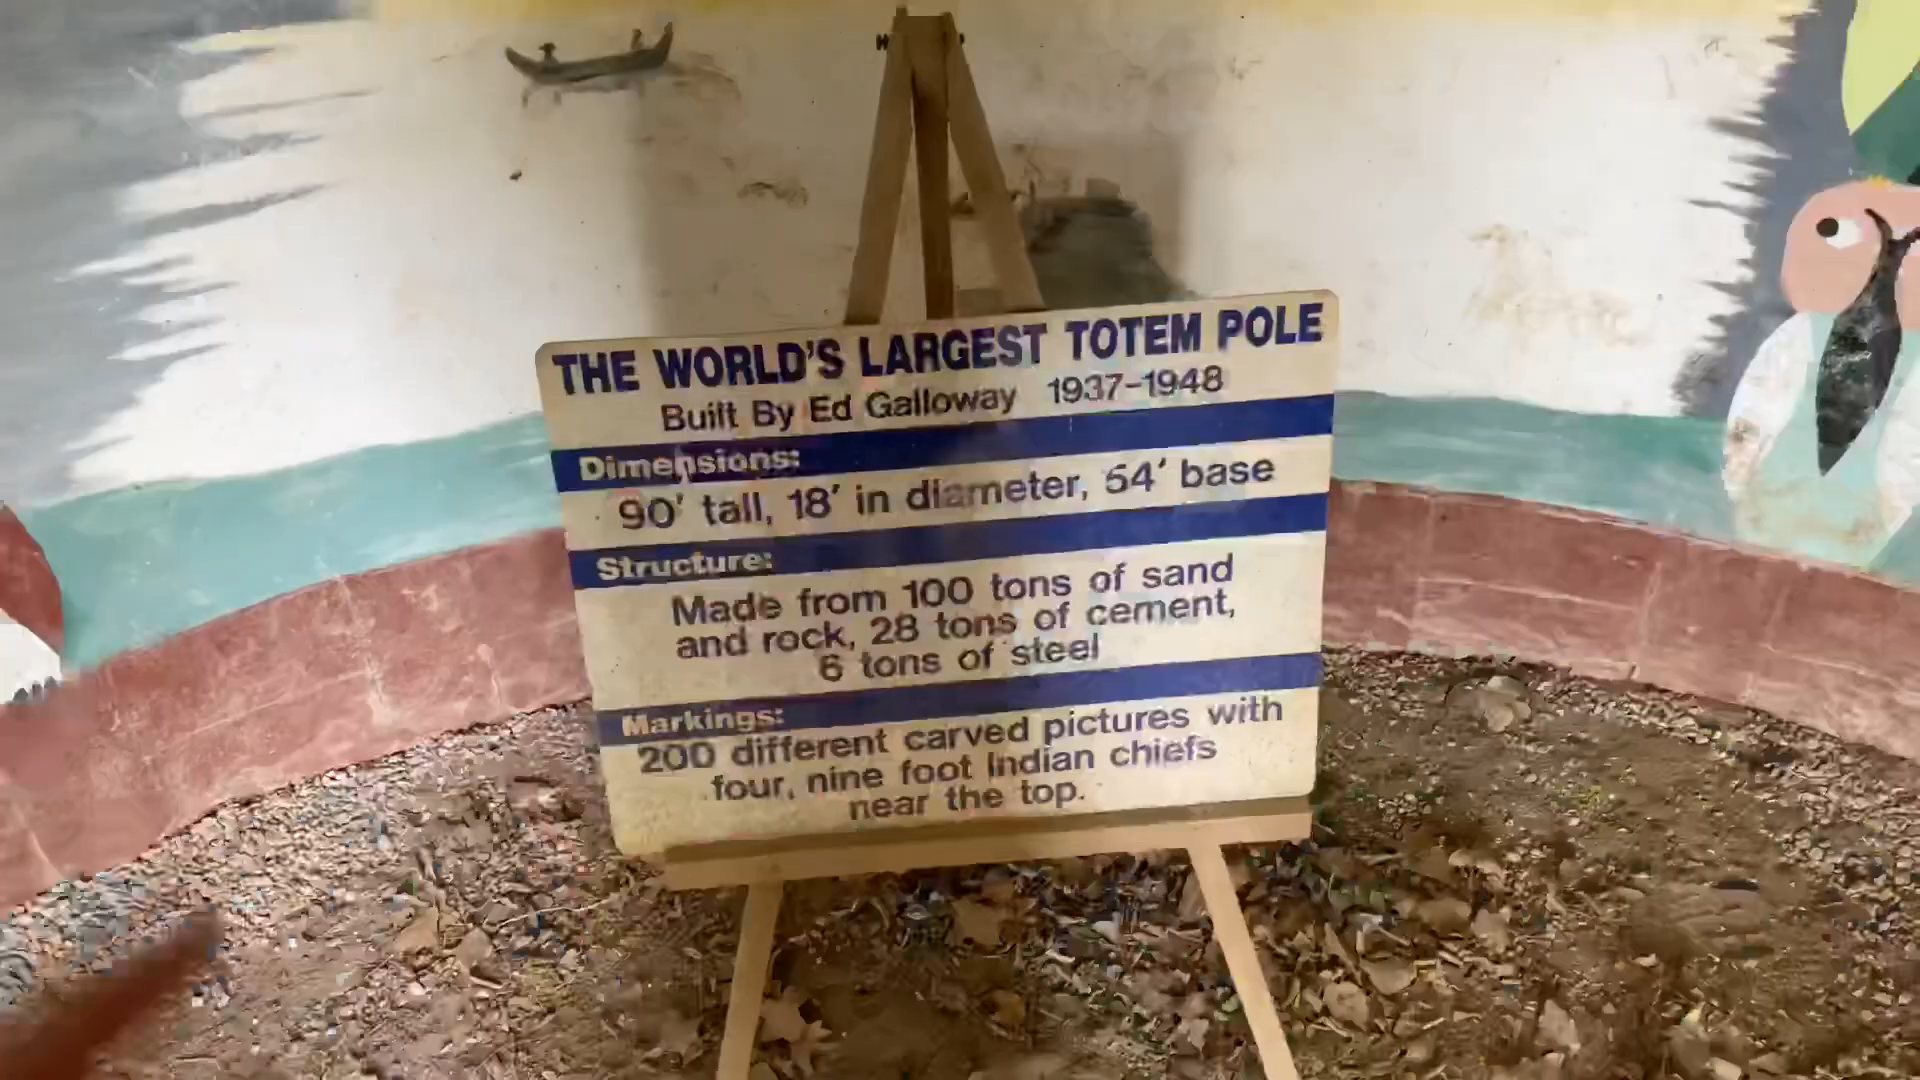 THE WORLD'S LARGEST TOTEM POLE
Built By Ed Galloway 1937-1948
Dimensions:
90' tall, 18' in diameter, 54' base
Structure:
Made from 100 tons of sand
and rock, 28 tons of cement,
6 tons of steel
Markings:
200 different carved pictures with
four, nine foot Indian chiefs
near the top.